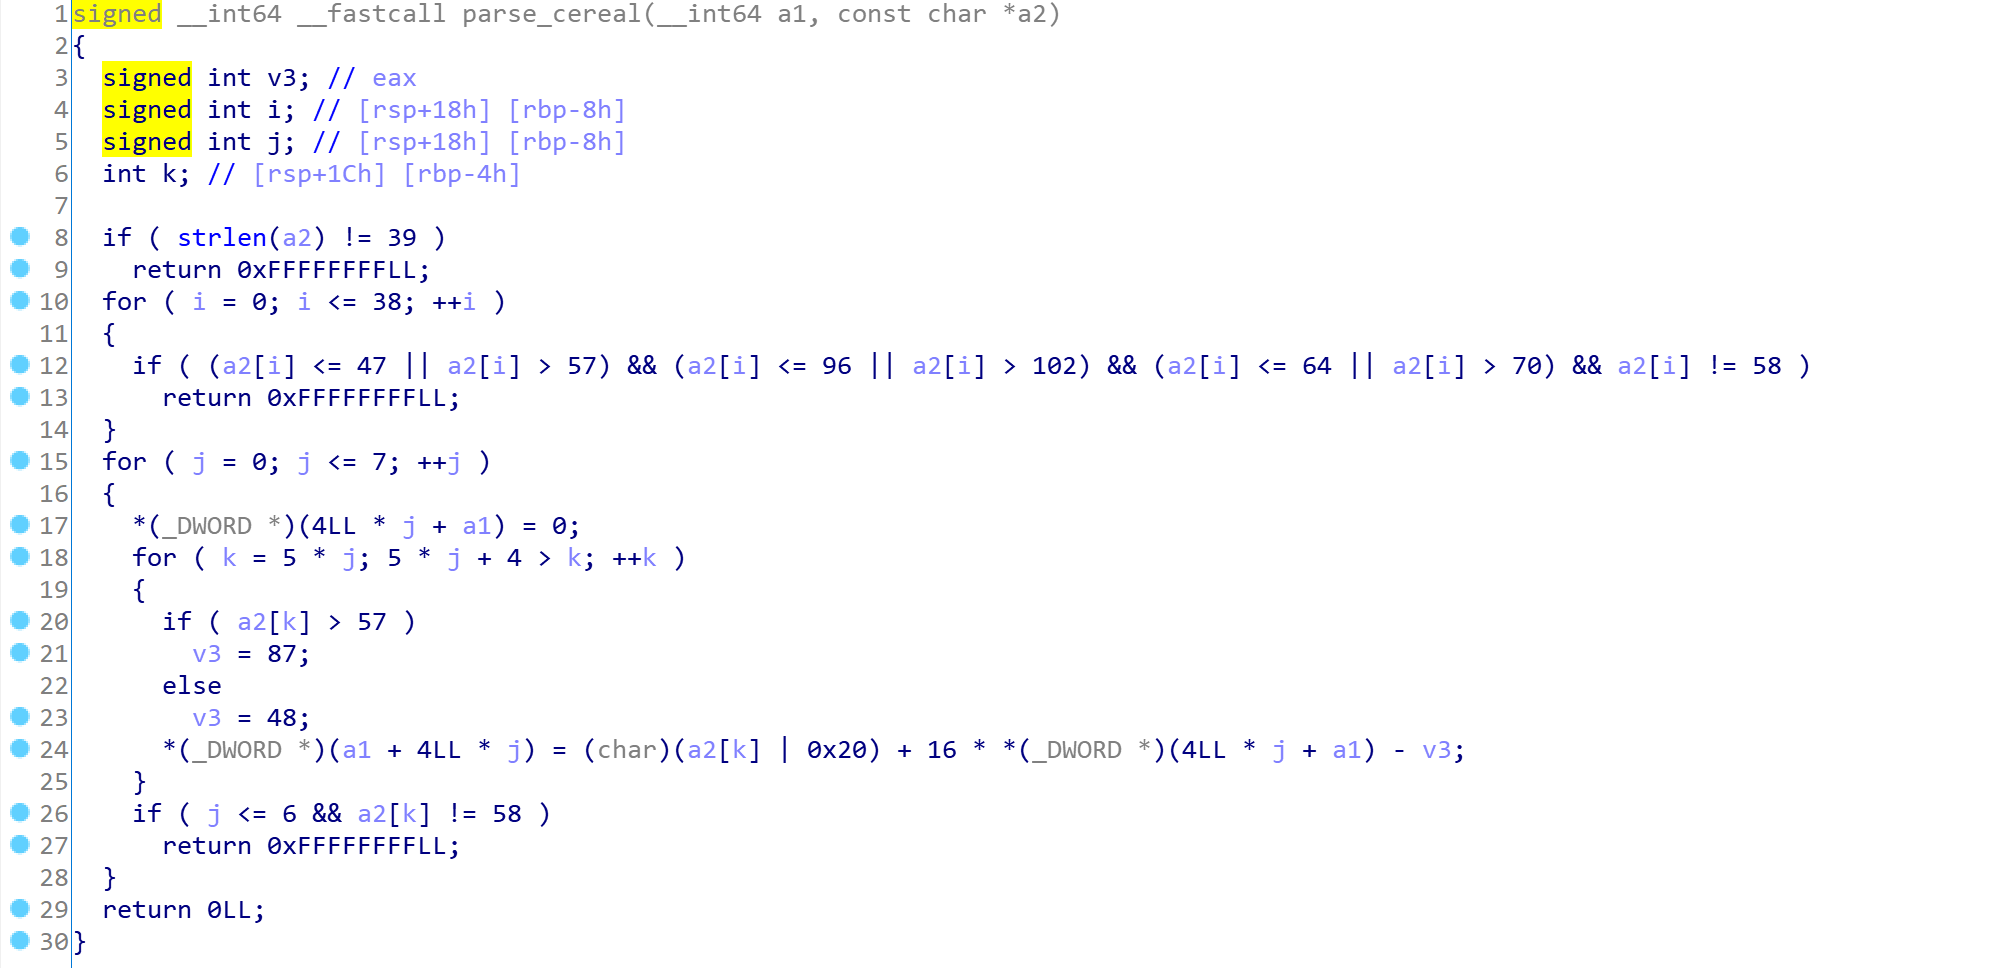 1 signed __int64 __fastcall parse_cereal(__int64 a1, const char *a2)
2 {
3   signed int v3; // eax
4   signed int i; // [rsp+18h] [rbp-8h]
5   signed int j; // [rsp+18h] [rbp-8h]
6   int k; // [rsp+1Ch] [rbp-4h]
7
8   if ( strlen(a2) != 39 )
9     return 0xFFFFFFFFLL;
10   for ( i = 0; i <= 38; ++i )
11   {
12     if ( (a2[i] <= 47 || a2[i] > 57) && (a2[i] <= 96 || a2[i] > 102) && (a2[i] <= 64 || a2[i] > 70) && a2[i] != 58 )
13       return 0xFFFFFFFFLL;
14   }
15   for ( j = 0; j <= 7; ++j )
16   {
17     *(_DWORD *)(4LL * j + a1) = 0;
18     for ( k = 5 * j; 5 * j + 4 > k; ++k )
19     {
20       if ( a2[k] > 57 )
21         v3 = 87;
22       else
23         v3 = 48;
24       *(_DWORD *)(a1 + 4LL * j) = (char)(a2[k] | 0x20) + 16 * *(_DWORD *)(4LL * j + a1) - v3;
25     }
26     if ( j <= 6 && a2[k] != 58 )
27       return 0xFFFFFFFFLL;
28   }
29   return 0LL;
30 }